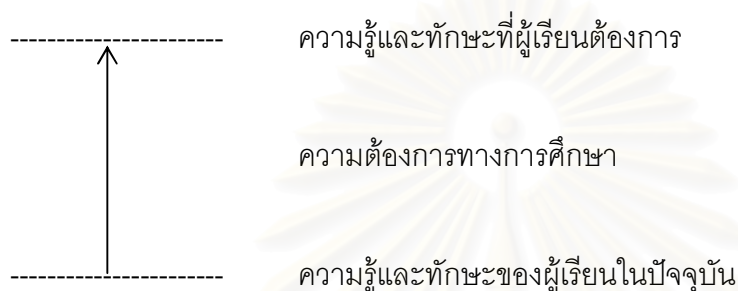 ความรู้และทักษะที่ผู้เรียนต้องการ
ความต้องการทางการศึกษา
ความรู้และทักษะของผู้เรียนในปัจจุบัน